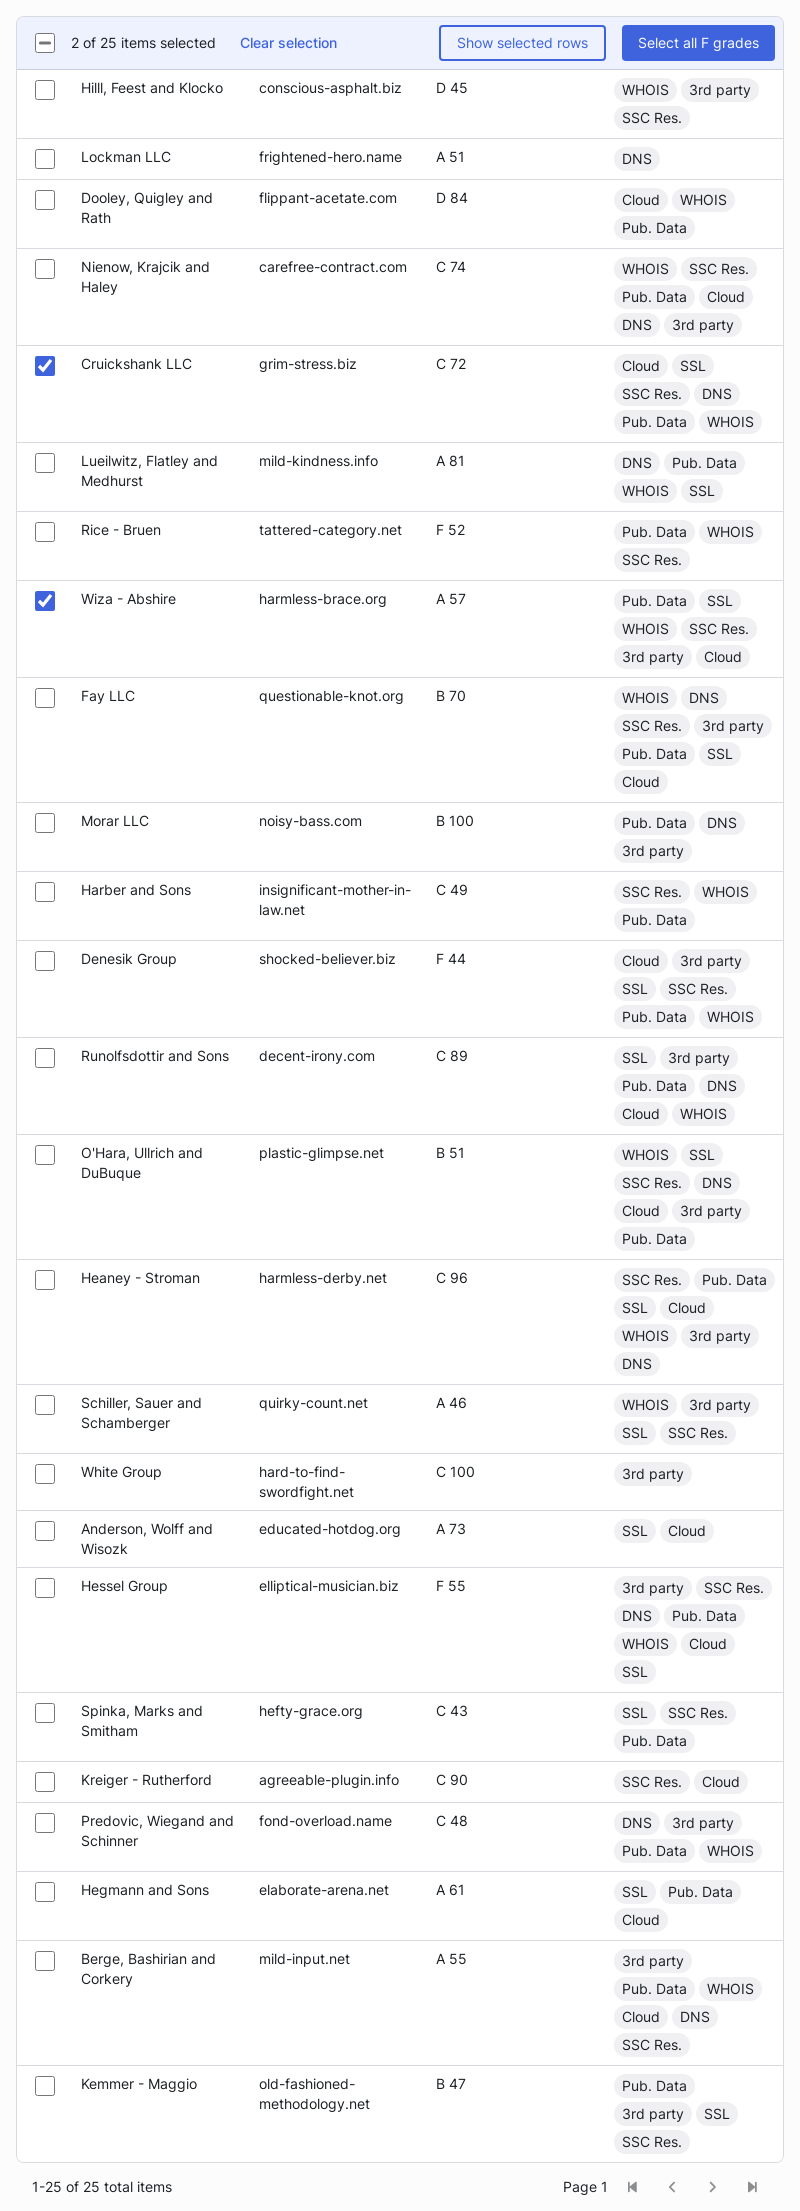 2 of 25 items selected Clear selection Show selected rows Select all F grades
Hilll, Feest and Klocko conscious-asphalt.biz D 45 WHOIS 3rd party
SSC Res.
Lockman LLC frightened-hero.name A 51 DNS
Dooley, Quigley and flippant-acetate.com D 84 Cloud WHOIS
Rath Pub. Data
Nienow, Krajcik and carefree-contract.com C 74 WHOIS SSC Res.
Haley Pub. Data Cloud
DNS 3rd party
Cruickshank LLC grim-stress.biz C 72 Cloud SSL
SSC Res. DNS
Pub. Data WHOIS
Lueilwitz, Flatley and mild-kindness.info A 81 DNS Pub. Data
Medhurst WHOIS SSL
Rice - Bruen tattered-category.net F 52 Pub. Data WHOIS
SSC Res.
Wiza - Abshire harmless-brace.org A 57 Pub. Data SSL
WHOIS SSC Res.
3rd party Cloud
Fay LLC questionable-knot.org B 70 WHOIS DNS
SSC Res. 3rd party
Pub. Data SSL
Cloud
Morar LLC noisy-bass.com B 100 Pub. Data DNS
3rd party
Harber and Sons insignificant-mother-in- C 49 SSC Res. WHOIS
law.net Pub. Data
Denesik Group shocked-believer.biz F 44 Cloud 3rd party
SSL SSC Res.
Pub. Data WHOIS
Runolfsdottir and Sons decent-irony.com C 89 SSL 3rd party
Pub. Data DNS
Cloud WHOIS
O'Hara, Ullrich and plastic-glimpse.net B 51 WHOIS SSL
DuBuque SSC Res. DNS
Cloud 3rd party
Pub. Data
Heaney - Stroman harmless-derby.net C 96 SSC Res. Pub. Data
SSL Cloud
WHOIS 3rd party
DNS
Schiller, Sauer and quirky-count.net A 46 WHOIS 3rd party
Schamberger SSL SSC Res.
White Group hard-to-find- C 100 3rd party
swordfight.net
Anderson, Wolff and educated-hotdog.org A 73 SSL Cloud
Wisozk
Hessel Group elliptical-musician.biz F 55 3rd party SSC Res.
DNS Pub. Data
WHOIS Cloud
SSL
Spinka, Marks and hefty-grace.org C 43 SSL SSC Res.
Smitham Pub. Data
Kreiger - Rutherford agreeable-plugin.info C 90 SSC Res. Cloud
Predovic, Wiegand and fond-overload.name C 48 DNS 3rd party
Schinner Pub. Data WHOIS
Hegmann and Sons elaborate-arena.net A 61 SSL Pub. Data
Cloud
Berge, Bashirian and mild-input.net A 55 3rd party
Corkery Pub. Data WHOIS
Cloud DNS
SSC Res.
Kemmer - Maggio old-fashioned- B 47 Pub. Data
methodology.net 3rd party SSL
SSC Res.
1-25 of 25 total items Page 1